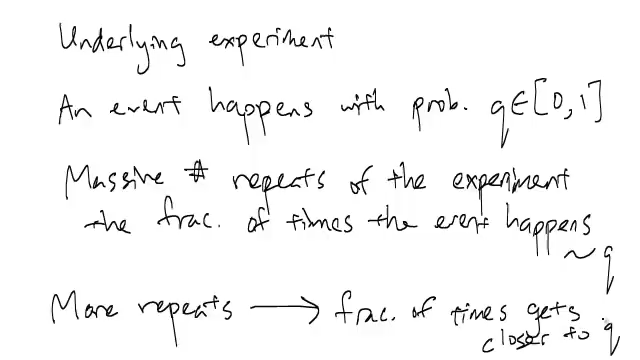 Underlying experiment
An event happens with prob. q∈[0,1]
Massive # repeats of the experiment
the frac. of times the event happens
~ q
More repeats ⟶ frac. of times gets
closer to q